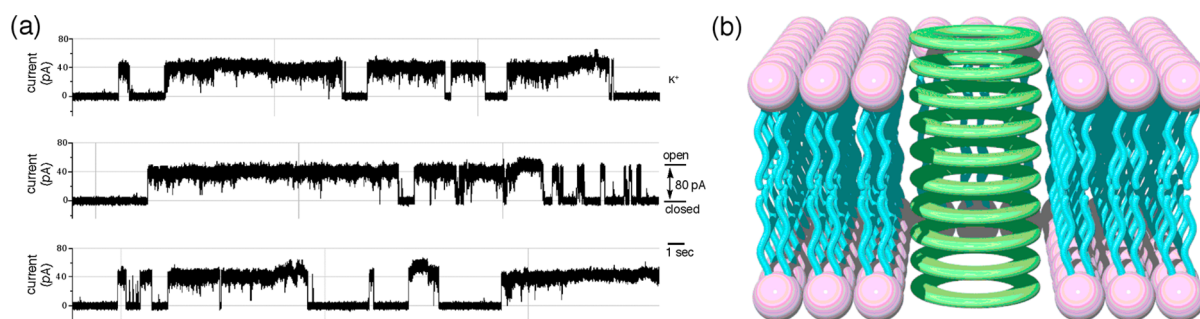 (a)
80
40
0
current
(pA)
K+
80
40
0
current
(pA)
open
80 pA
closed
1 sec
80
40
0
current
(pA)
(b)